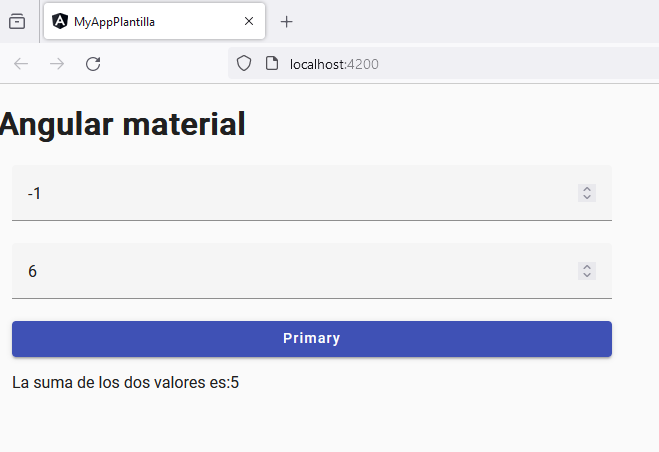 MyAppPlantilla
localhost:4200
Angular material
-1
6
Primary
La suma de los dos valores es:5